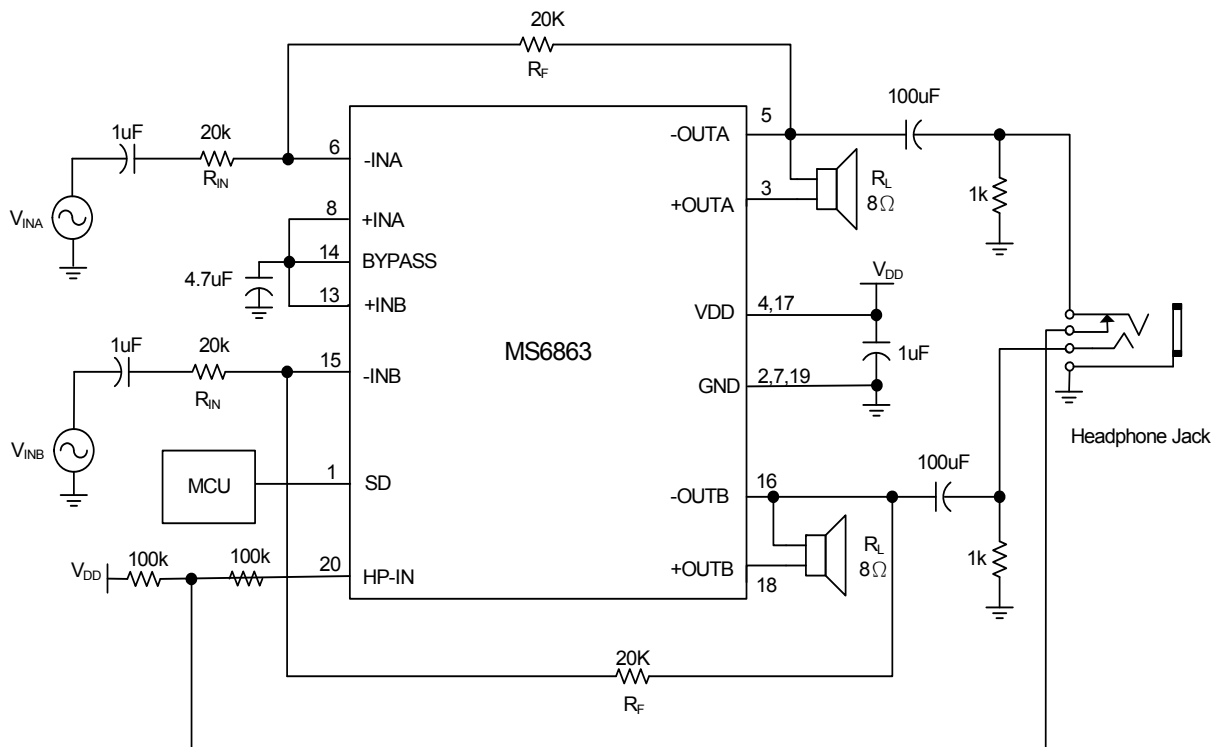 20K
RF
1uF
20k
RIN
VINA
6
-INA
8
+INA
14
BYPASS
4.7uF
13
+INB
1uF
20k
RIN
15
-INB
VINB
MCU
1
SD
VDD
100k
100k
20
HP-IN
MS6863
5
-OUTA
3
+OUTA
RL
8Ω
100uF
1k
VDD
VDD
4,17
1uF
GND
2,7,19
Headphone Jack
-OUTB
16
100uF
+OUTB
18
RL
8Ω
1k
20K
RF